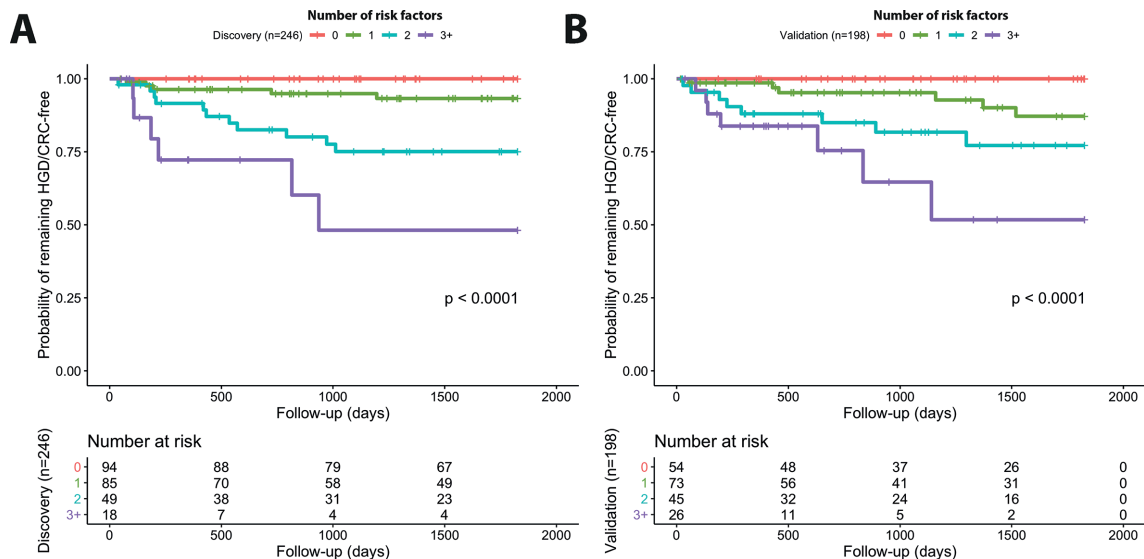 A
Number of risk factors
Discovery (n=246) 0 1 2 3+
Probability of remaining HGD/CRC-free
1.00
0.75
0.50
0.25
0.00
p < 0.0001
0 500 1000 1500 2000
Follow-up (days)
Number at risk
Discovery (n=246)
0 94 88 79 67
1 85 70 58 49
2 49 38 31 23
3+ 18 7 4 4
0 500 1000 1500 2000
Follow-up (days)
B
Number of risk factors
Validation (n=198) 0 1 2 3+
Probability of remaining HGD/CRC-free
1.00
0.75
0.50
0.25
0.00
p < 0.0001
0 500 1000 1500 2000
Follow-up (days)
Number at risk
Validation (n=198)
0 54 48 37 26 0
1 73 56 41 31 0
2 45 32 24 16 0
3+ 26 11 5 2 0
0 500 1000 1500 2000
Follow-up (days)